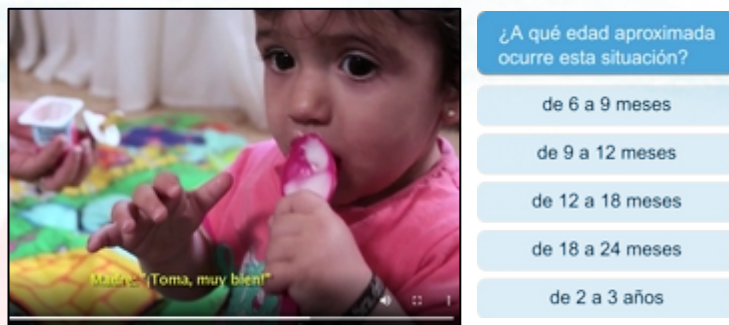 ¿A qué edad aproximada
ocurre esta situación?
de 6 a 9 meses
de 9 a 12 meses
de 12 a 18 meses
de 18 a 24 meses
de 2 a 3 años
Madre: "¡Toma, muy bien!"